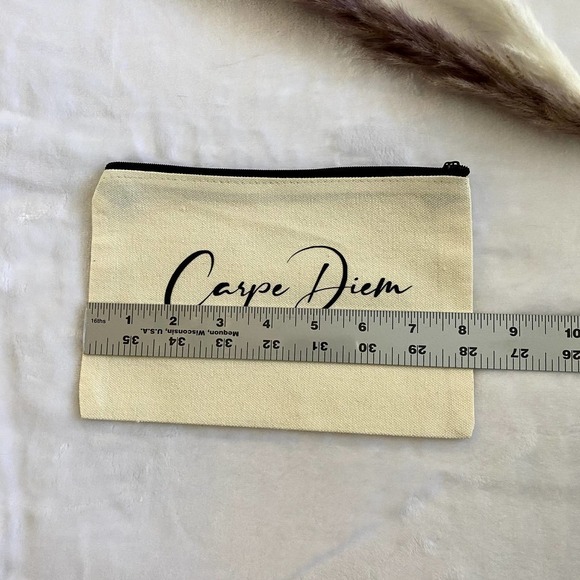 Carpe Diem
16ths 1 2 3 4 5 6 7 8 9 10
35 34 33 32 31 30 29 28 27 26
Mequon, Wisconsin, U.S.A.